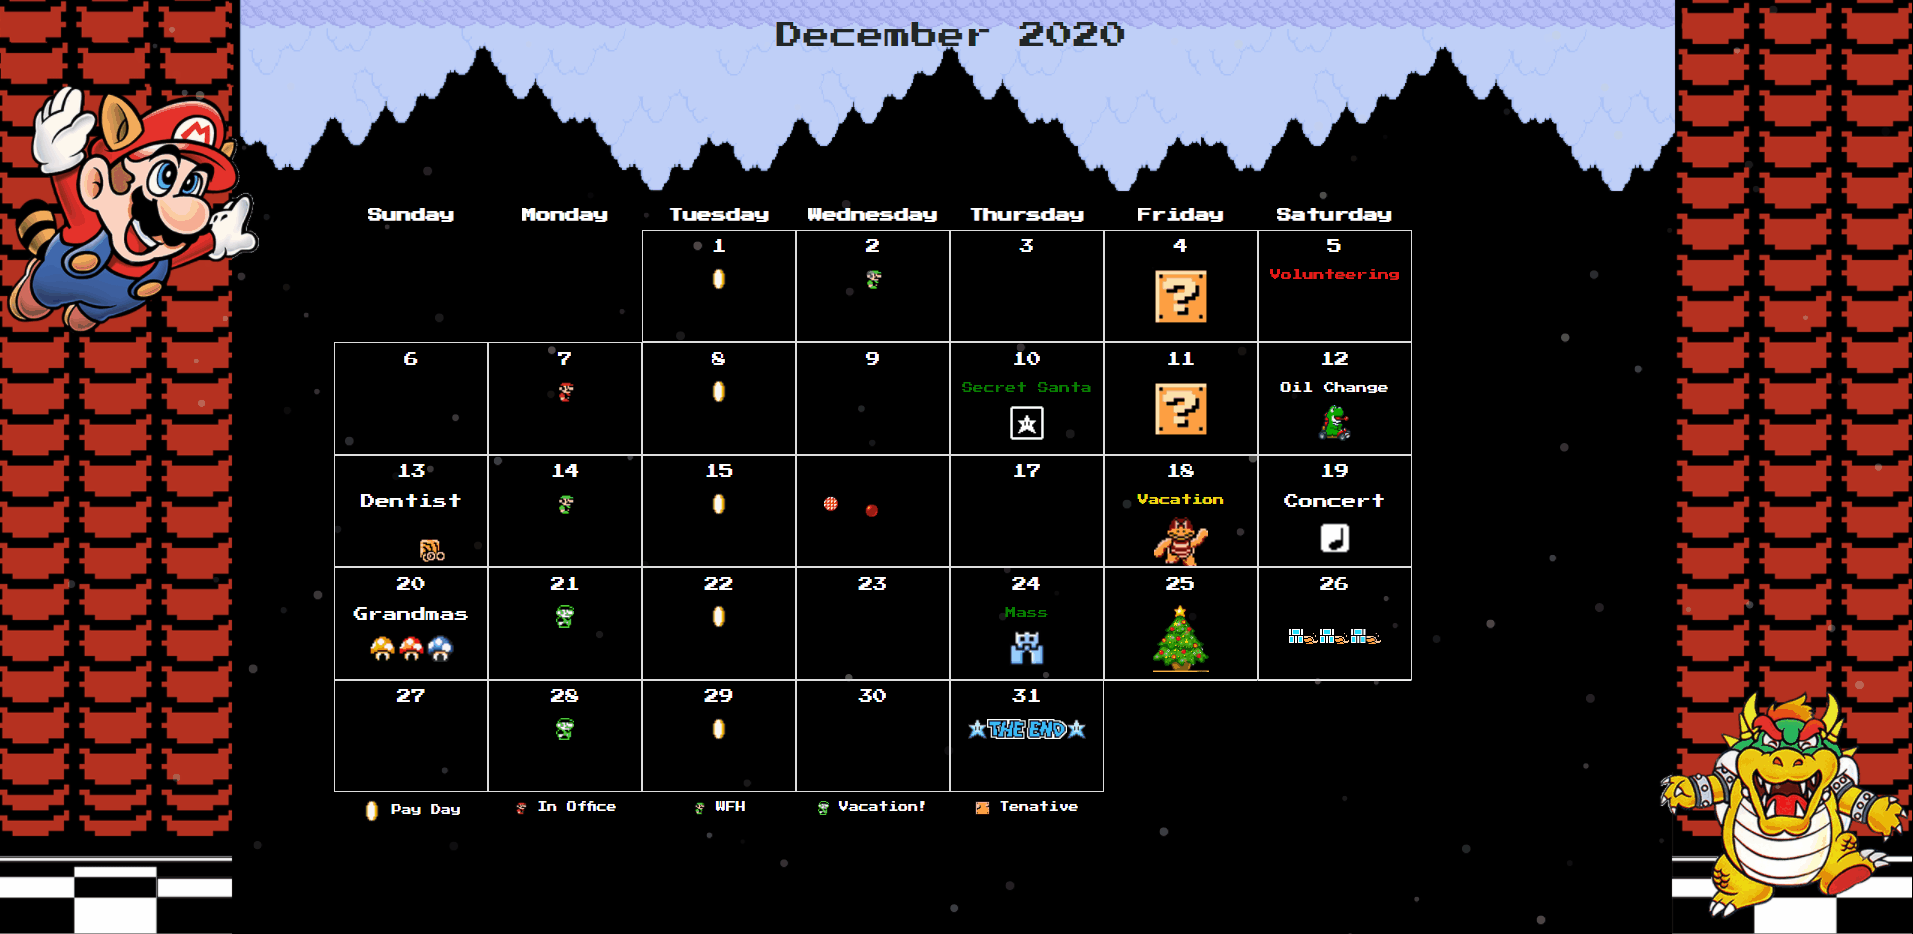 December 2020
Sunday Monday Tuesday Wednesday Thursday Friday Saturday
1 2 3 4 5
? Volunteering
6 7 8 9 10 11 12
Secret Santa ? Oil Change
13 14 15 17 18 19
Dentist Vacation Concert
20 21 22 23 24 25 26
Grandmas Mass
27 28 29 30 31
THE END
Pay Day In Office WFH Vacation! Tenative
M